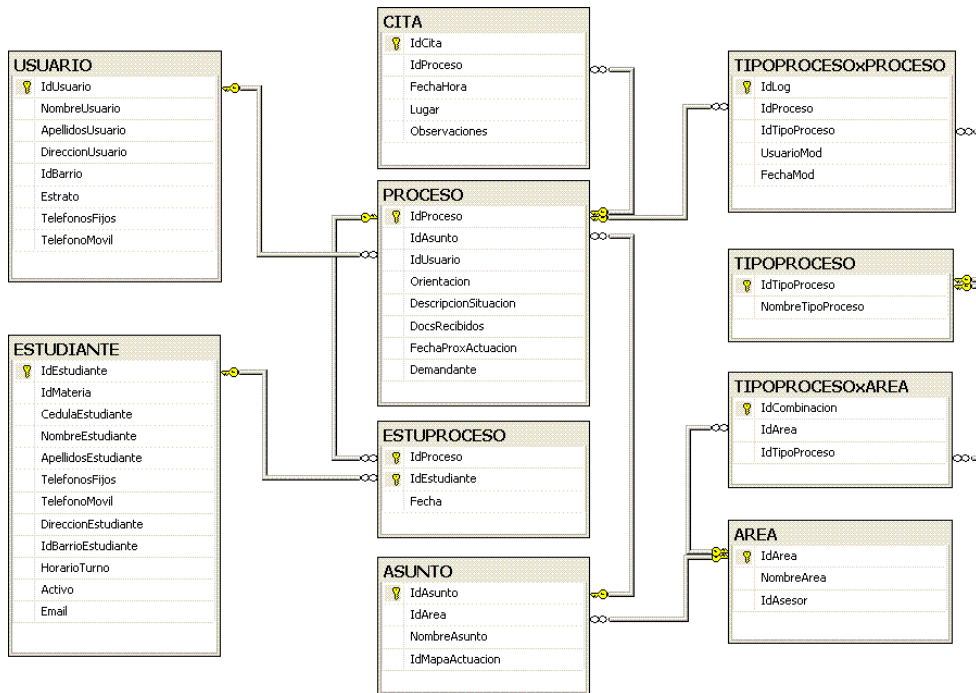 USUARIO
IdUsuario
NombreUsuario
ApellidosUsuario
DireccionUsuario
IdBarrio
Estrato
TelefonosFijos
TelefonoMovil
ESTUDIANTE
IdEstudiante
IdMateria
CedulaEstudiante
NombreEstudiante
ApellidosEstudiante
TelefonosFijos
TelefonoMovil
DireccionEstudiante
IdBarrioEstudiante
HorarioTurno
Activo
Email
CITA
IdCita
IdProceso
FechaHora
Lugar
Observaciones
PROCESO
IdProceso
IdAsunto
IdUsuario
Orientacion
DescripcionSituacion
DocsRecibidos
FechaProxActuacion
Demandante
ESTUPROCESO
IdProceso
IdEstudiante
Fecha
ASUNTO
IdAsunto
IdArea
NombreAsunto
IdMapaActuacion
TIPOPROCESOxPROCESO
IdLog
IdProceso
IdTipoProceso
UsuarioMod
FechaMod
TIPOPROCESO
IdTipoProceso
NombreTipoProceso
TIPOPROCESOxAREA
IdCombinacion
IdArea
IdTipoProceso
AREA
IdArea
NombreArea
IdAsesor